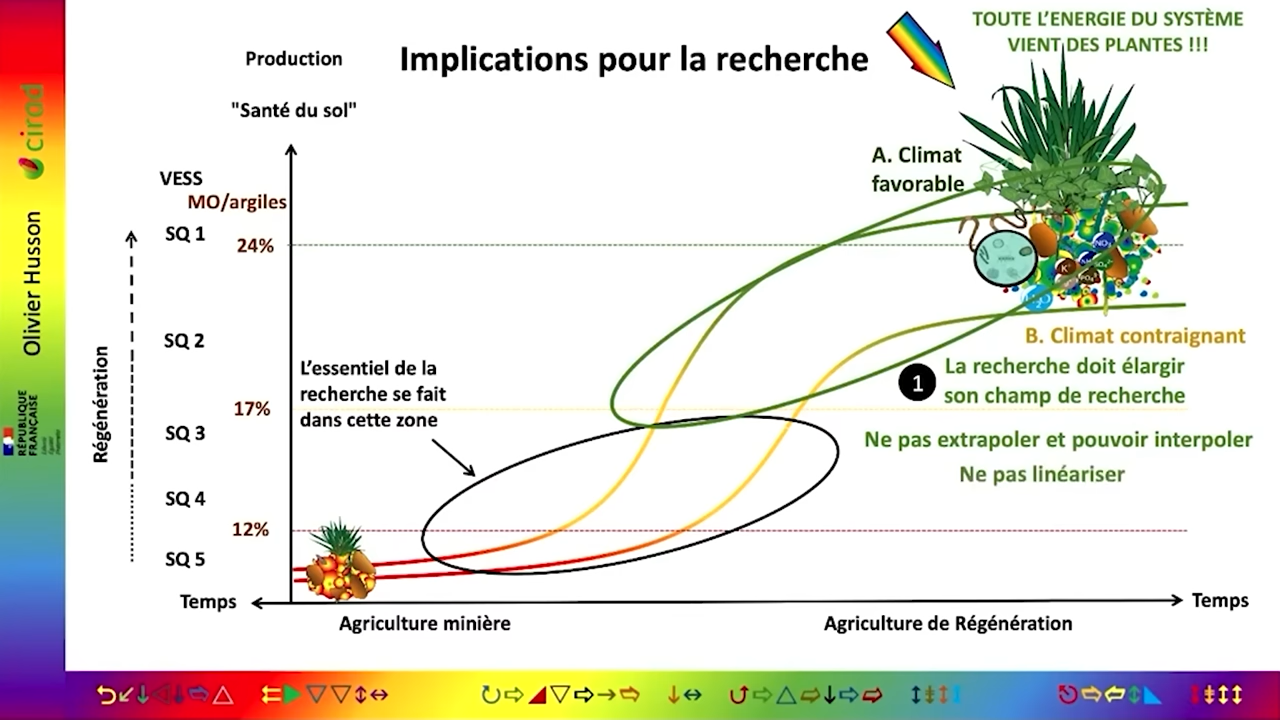 Implications pour la recherche
TOUTE L'ENERGIE DU SYSTÈME
VIENT DES PLANTES !!!
Production
"Santé du sol"
VESS
MO/argiles
SQ 1
24%
SQ 2
17%
SQ 3
SQ 4
12%
SQ 5
Régénération
A. Climat
favorable
NO₃⁻
K⁺
B. Climat contraignant
L'essentiel de la
recherche se fait
dans cette zone
1
La recherche doit élargir
son champ de recherche
Ne pas extrapoler et pouvoir interpoler
Ne pas linéariser
Temps
Temps
Agriculture minière
Agriculture de Régénération
cirad
Olivier Husson
RÉPUBLIQUE
FRANÇAISE